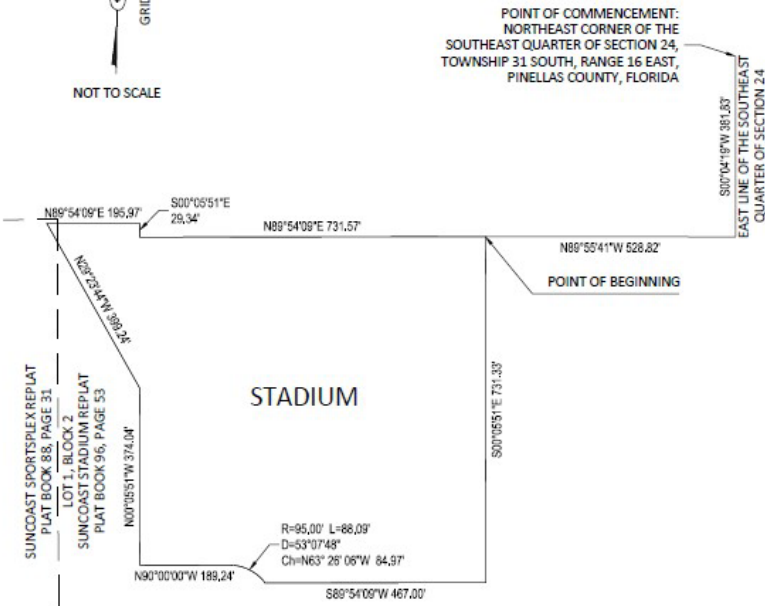 GRID
POINT OF COMMENCEMENT:
NORTHEAST CORNER OF THE
SOUTHEAST QUARTER OF SECTION 24,
TOWNSHIP 31 SOUTH, RANGE 16 EAST,
PINELLAS COUNTY, FLORIDA
NOT TO SCALE
S00°04'19"W 381.83'
EAST LINE OF THE SOUTHEAST
QUARTER OF SECTION 24
N89°54'09"E 195.97'
S00°05'51"E
29.34'
N89°54'09"E 731.57'
N89°55'41"W 528.82'
POINT OF BEGINNING
N29°23'44"W 399.24'
STADIUM
S00°05'51"E 731.33'
SUNCOAST SPORTSPLEX REPLAT
PLAT BOOK 88, PAGE 31
LOT 1, BLOCK 2
SUNCOAST STADIUM REPLAT
PLAT BOOK 96, PAGE 53
N00°05'51"W 374.04'
R=95.00' L=88.09'
D=53°07'48"
Ch=N63° 26' 06"W 84.97'
N90°00'00"W 189.24'
S89°54'09"W 467.00'